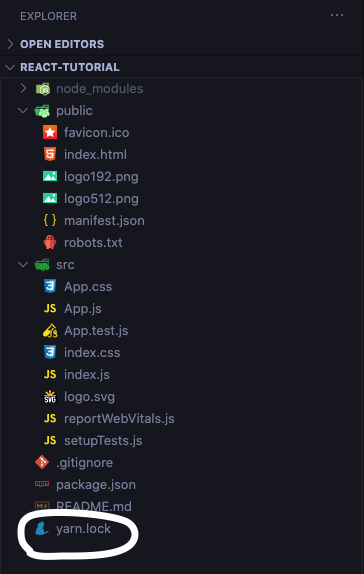 EXPLORER ...
OPEN EDITORS
REACT-TUTORIAL
node_modules
public
favicon.ico
index.html
logo192.png
logo512.png
{ } manifest.json
robots.txt
src
App.css
JS App.js
App.test.js
index.css
JS index.js
SVG logo.svg
JS reportWebVitals.js
JS setupTests.js
.gitignore
package.json
README.md
yarn.lock